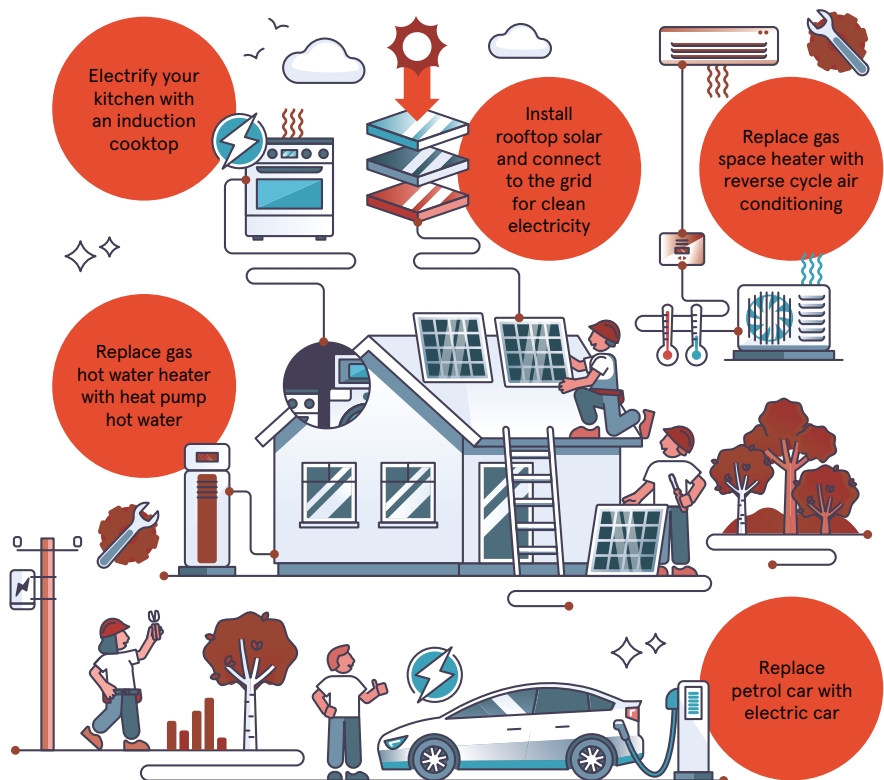 Electrify your
kitchen with
an induction
cooktop
Install
rooftop solar
and connect
to the grid
for clean
electricity
Replace gas
space heater with
reverse cycle air
conditioning
Replace gas
hot water heater
with heat pump
hot water
Replace
petrol car with
electric car